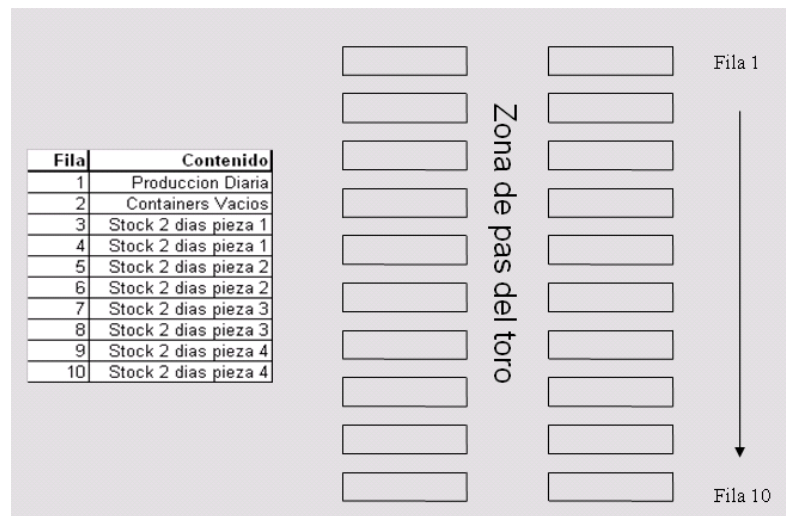 Fila Contenido
1 Produccion Diaria
2 Containers Vacios
3 Stock 2 dias pieza 1
4 Stock 2 dias pieza 1
5 Stock 2 dias pieza 2
6 Stock 2 dias pieza 2
7 Stock 2 dias pieza 3
8 Stock 2 dias pieza 3
9 Stock 2 dias pieza 4
10 Stock 2 dias pieza 4
Zona de pas del toro
Fila 1
Fila 10